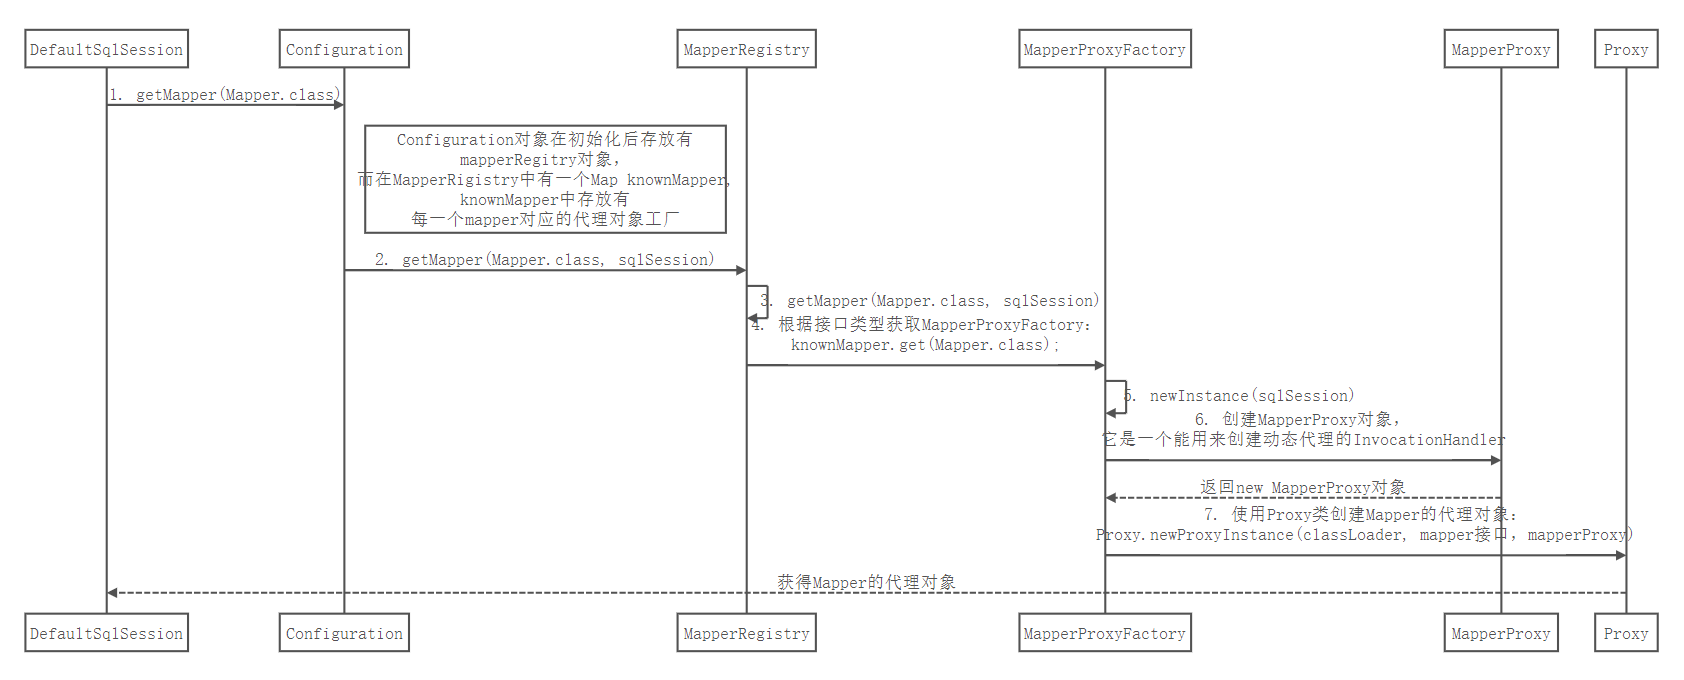 DefaultSqlSession
Configuration
MapperRegistry
MapperProxyFactory
MapperProxy
Proxy
1. getMapper(Mapper.class)
Configuration对象在初始化后存放有
mapperRegitry对象，
而在MapperRigistry中有一个Map knownMapper,
knownMapper中存放有
每一个mapper对应的代理对象工厂
2. getMapper(Mapper.class, sqlSession)
3. getMapper(Mapper.class, sqlSession)
4. 根据接口类型获取MapperProxyFactory：
knownMapper.get(Mapper.class);
5. newInstance(sqlSession)
6. 创建MapperProxy对象，
它是一个能用来创建动态代理的InvocationHandler
返回new MapperProxy对象
7. 使用Proxy类创建Mapper的代理对象：
Proxy.newProxyInstance(classLoader, mapper接口，mapperProxy)
获得Mapper的代理对象
DefaultSqlSession
Configuration
MapperRegistry
MapperProxyFactory
MapperProxy
Proxy